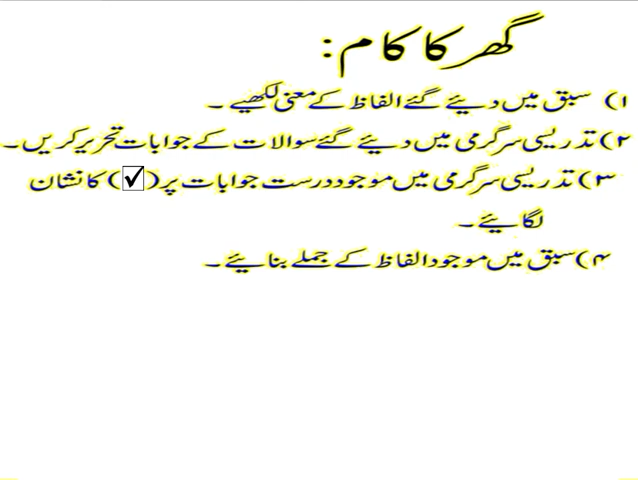 گھر کا کام :
۱) سبق میں دیئے گئے الفاظ کے معنی لکھیے ۔
۲) تدریسی سرگرمی میں دیئے گئے سوالات کے جوابات تحریر کریں ۔
۳) تدریسی سرگرمی میں موجود درست جوابات پر (☑) کا نشان
لگائیے ۔
۴) سبق میں موجود الفاظ کے جملے بنائیے ۔